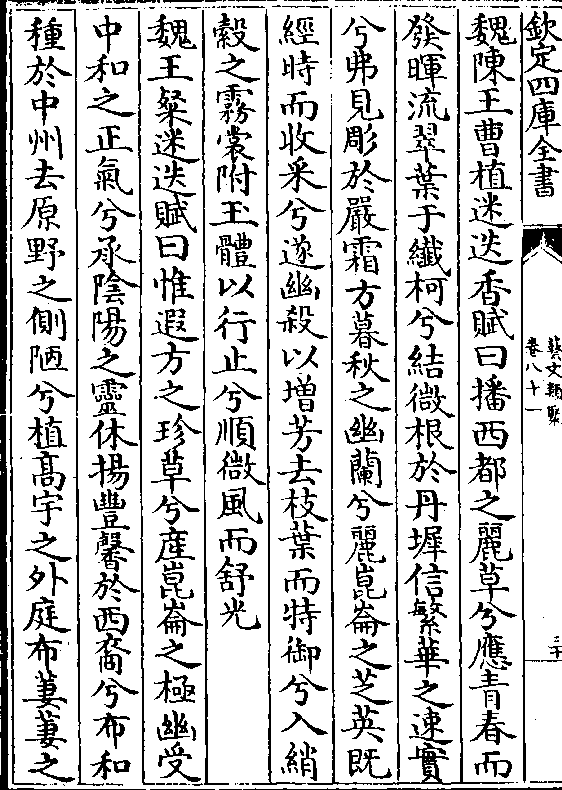 欽定四庫全書
藝文類聚
卷八十一
二十
魏陳王曹植迷迭香賦曰播西都之麗草兮應青春而
發暉流翠葉于纖柯兮結微根於丹墀信繁華之速實
兮弗見彫於嚴霜方暮秋之幽蘭兮麗崑崙之芝英既
經時而收采兮遂幽殺以增芳去枝葉而特御兮入綃
縠之霧裳附玉體以行止兮順微風而舒光
魏王粲迷迭賦曰惟遐方之珍草兮產崑崙之極幽受
中和之正氣兮承陰陽之靈休揚豐馨於西裔兮布和
種於中州去原野之側陋兮植高宇之外庭布萋萋之